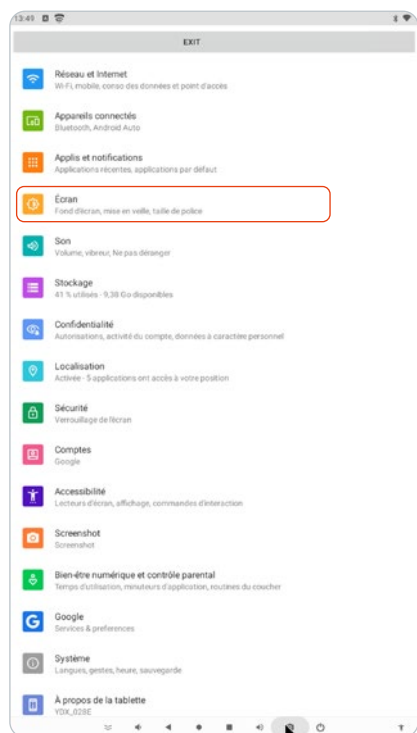 13:49
EXIT
Réseau et Internet
Wi-Fi, mobile, conso des données et point d'accès
Appareils connectés
Bluetooth, Android Auto
Applis et notifications
Applications récentes, applications par défaut
Écran
Fond d'écran, mise en veille, taille de police
Son
Volume, vibreur, Ne pas déranger
Stockage
41 % utilisés - 9,38 Go disponibles
Confidentialité
Autorisations, activité du compte, données à caractère personnel
Localisation
Activée - 5 applications ont accès à votre position
Sécurité
Verrouillage de l'écran
Comptes
Google
Accessibilité
Lecteurs d'écran, affichage, commandes d'interaction
Screenshot
Screenshot
Bien-être numérique et contrôle parental
Temps d'utilisation, minuteurs d'application, routines du coucher
Google
Services & preferences
Système
Langues, gestes, heure, sauvegarde
À propos de la tablette
YDX_028E